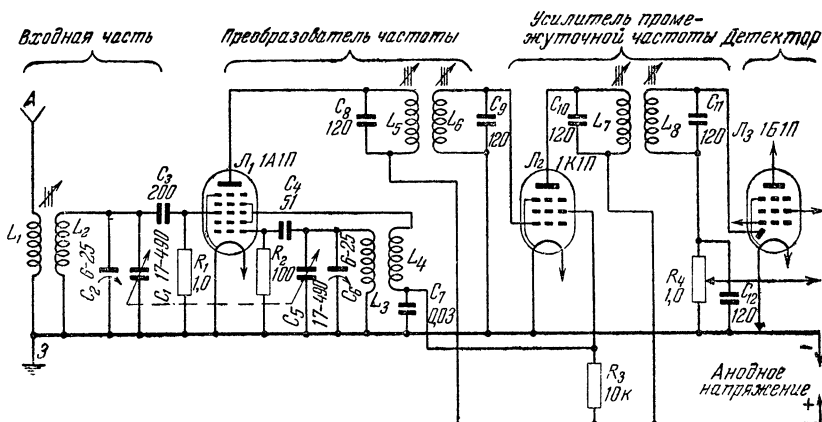 Входная часть
Преобразователь частоты
Усилитель проме-
жуточной частоты
Детектор
А
L₁
L₂
C₂ 6-25
C₁ 17-490
C₃
200
R₁
1,0
Л₁ 1А1П
C₄
51
R₂
100
C₅
17-490
C₆
6-25
L₃
L₄
C₇
0,03
C₈
120
L₅
L₆
C₉
120
Л₂
1К1П
C₁₀
120
L₇
L₈
C₁₁
120
Л₃ 1Б1П
R₄
1,0
C₁₂
120
R₃
10к
З
Анодное
напряжение
-
+